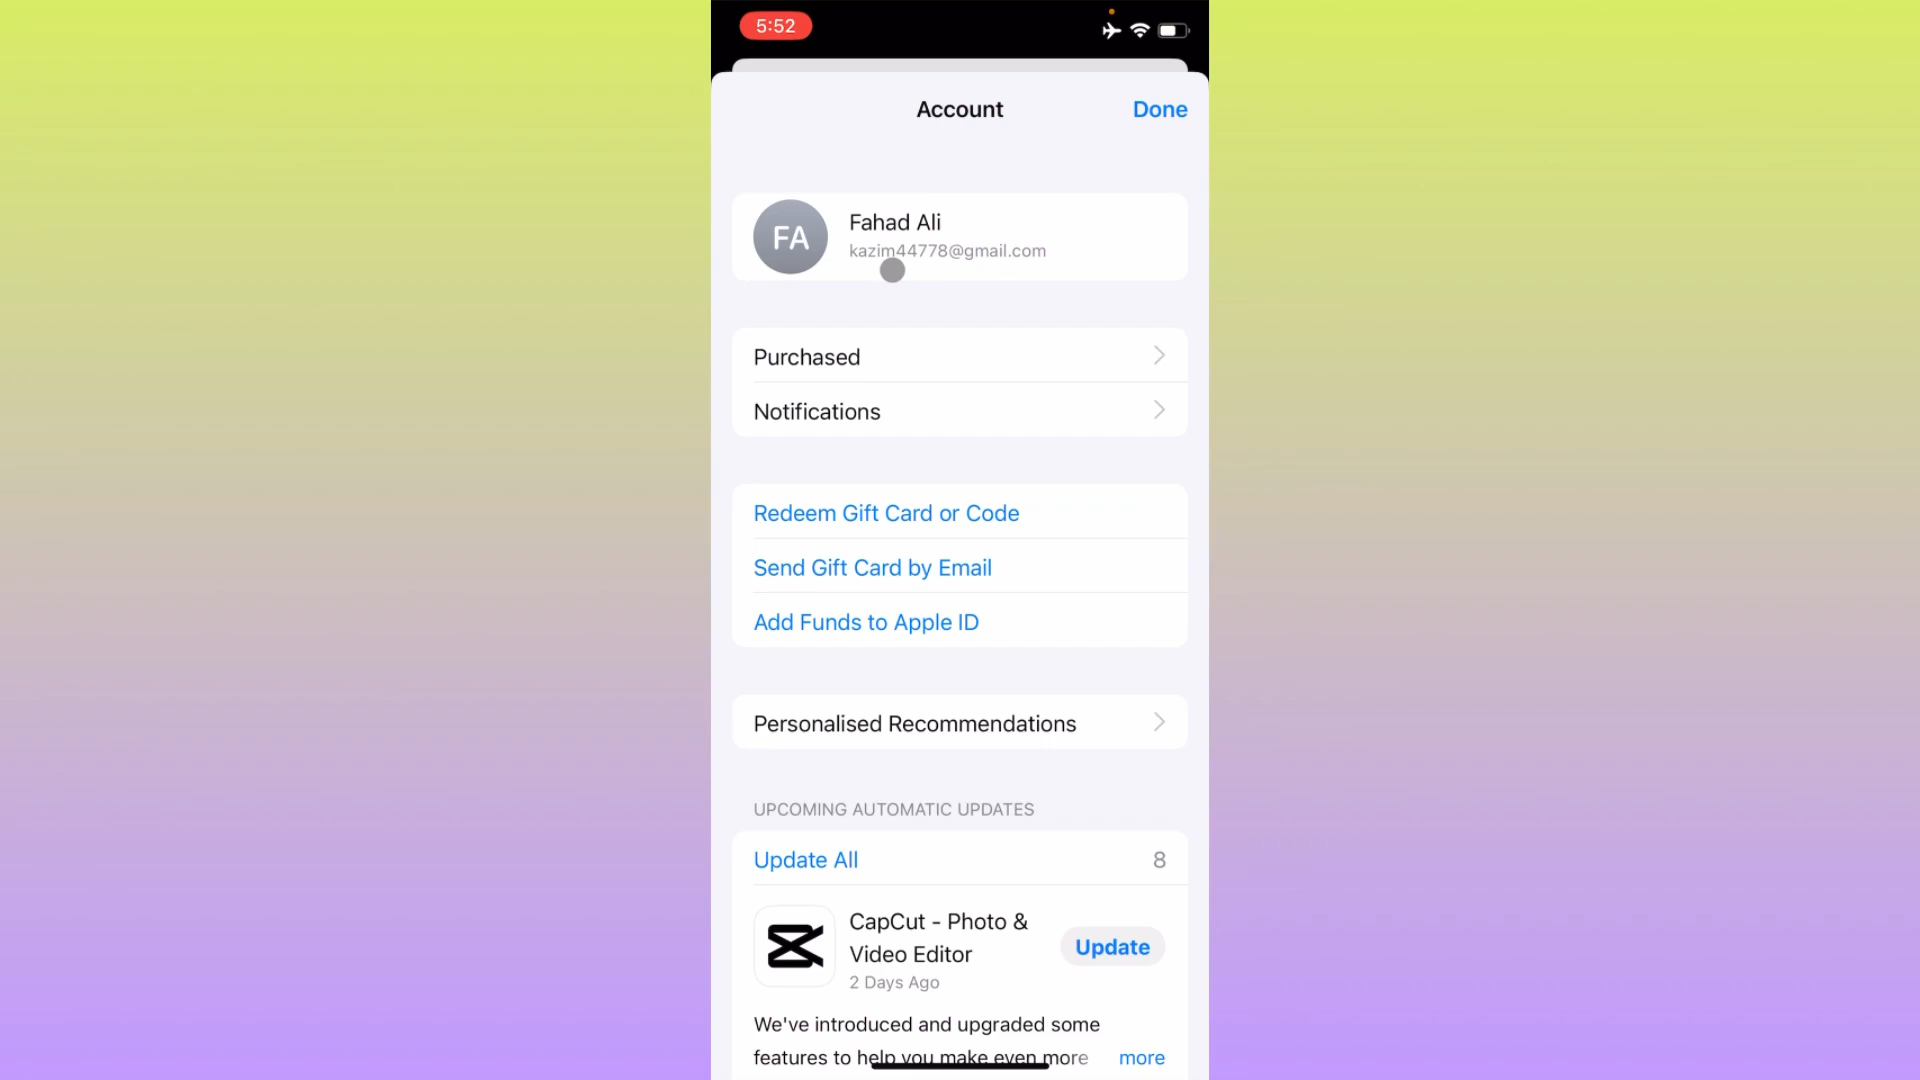 5:52
Account
Done
FA
Fahad Ali
kazim44778@gmail.com
Purchased
Notifications
Redeem Gift Card or Code
Send Gift Card by Email
Add Funds to Apple ID
Personalised Recommendations
UPCOMING AUTOMATIC UPDATES
Update All 8
CapCut - Photo &
Video Editor
Update
2 Days Ago
We've introduced and upgraded some
features to help you make even more more